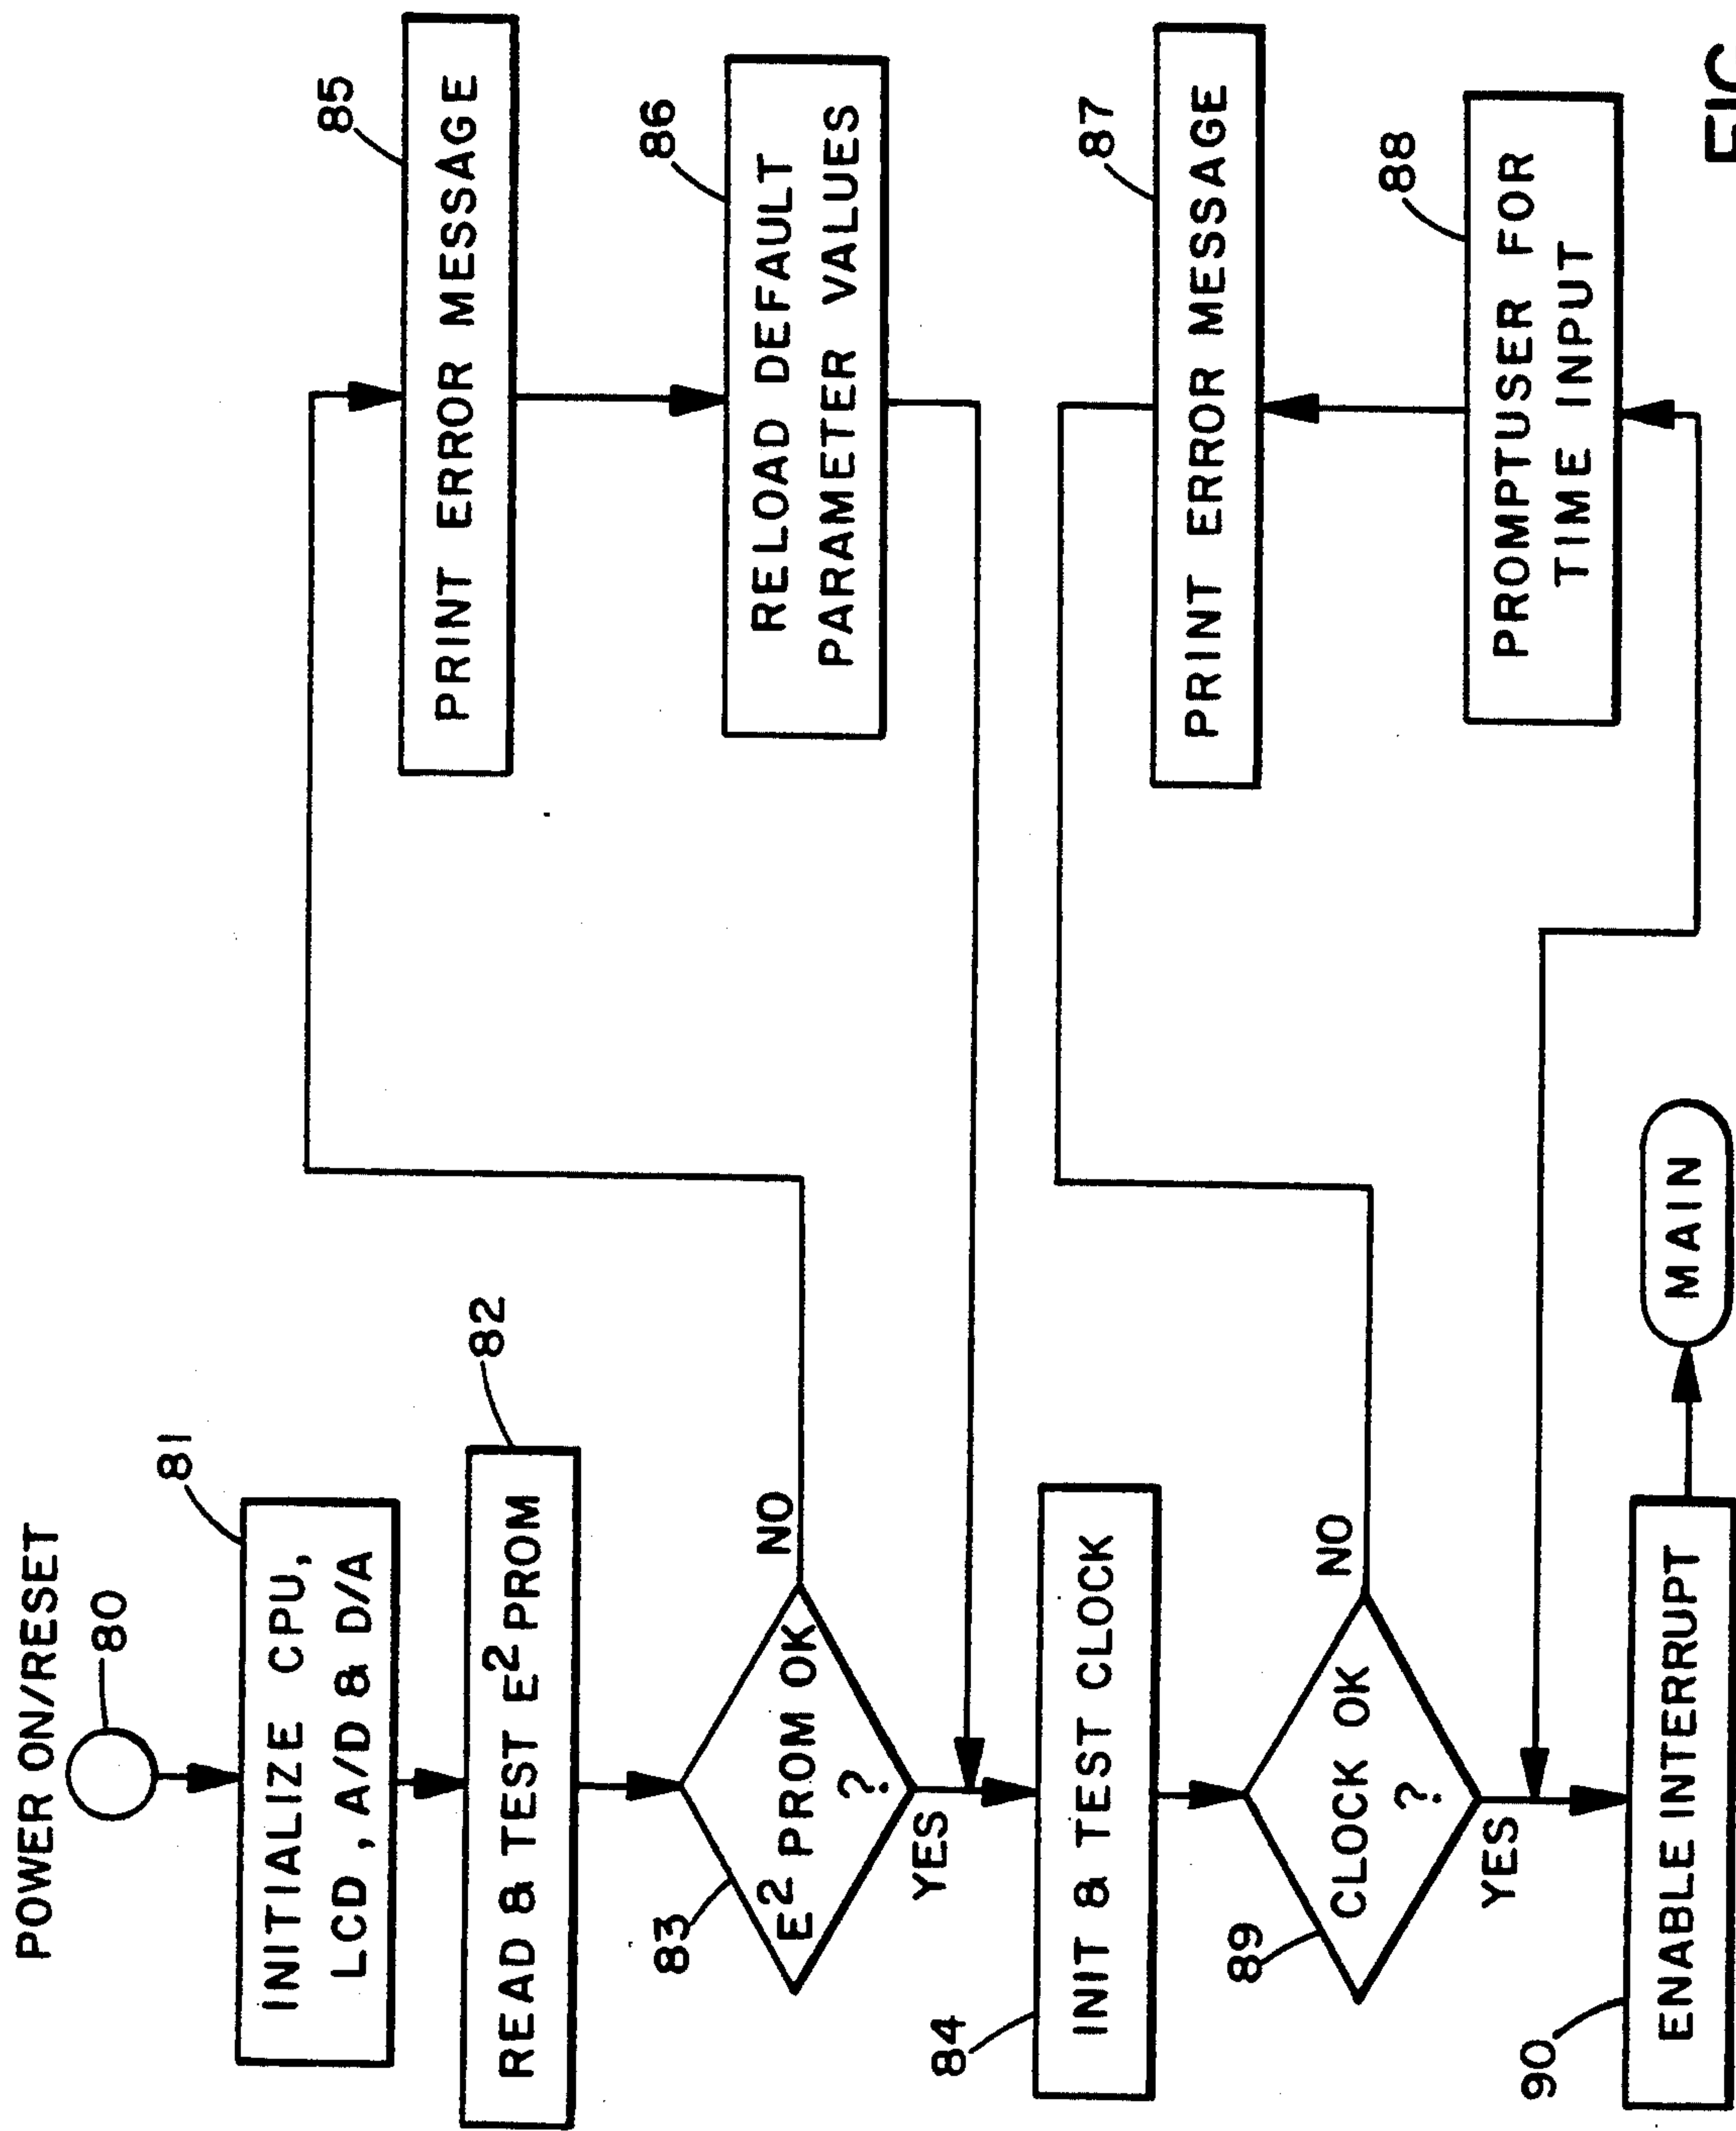 POWER ON/RESET
80
81
INITIALIZE CPU,
LCD, A/D & D/A
82
READ & TEST E²PROM
83
E² PROM OK
?
NO
YES
85
PRINT ERROR MESSAGE
86
RELOAD DEFAULT
PARAMETER VALUES
84
INIT & TEST CLOCK
89
CLOCK OK
?
NO
YES
87
PRINT ERROR MESSAGE
88
PROMPTUSER FOR
TIME INPUT
90
ENABLE INTERRUPT
MAIN